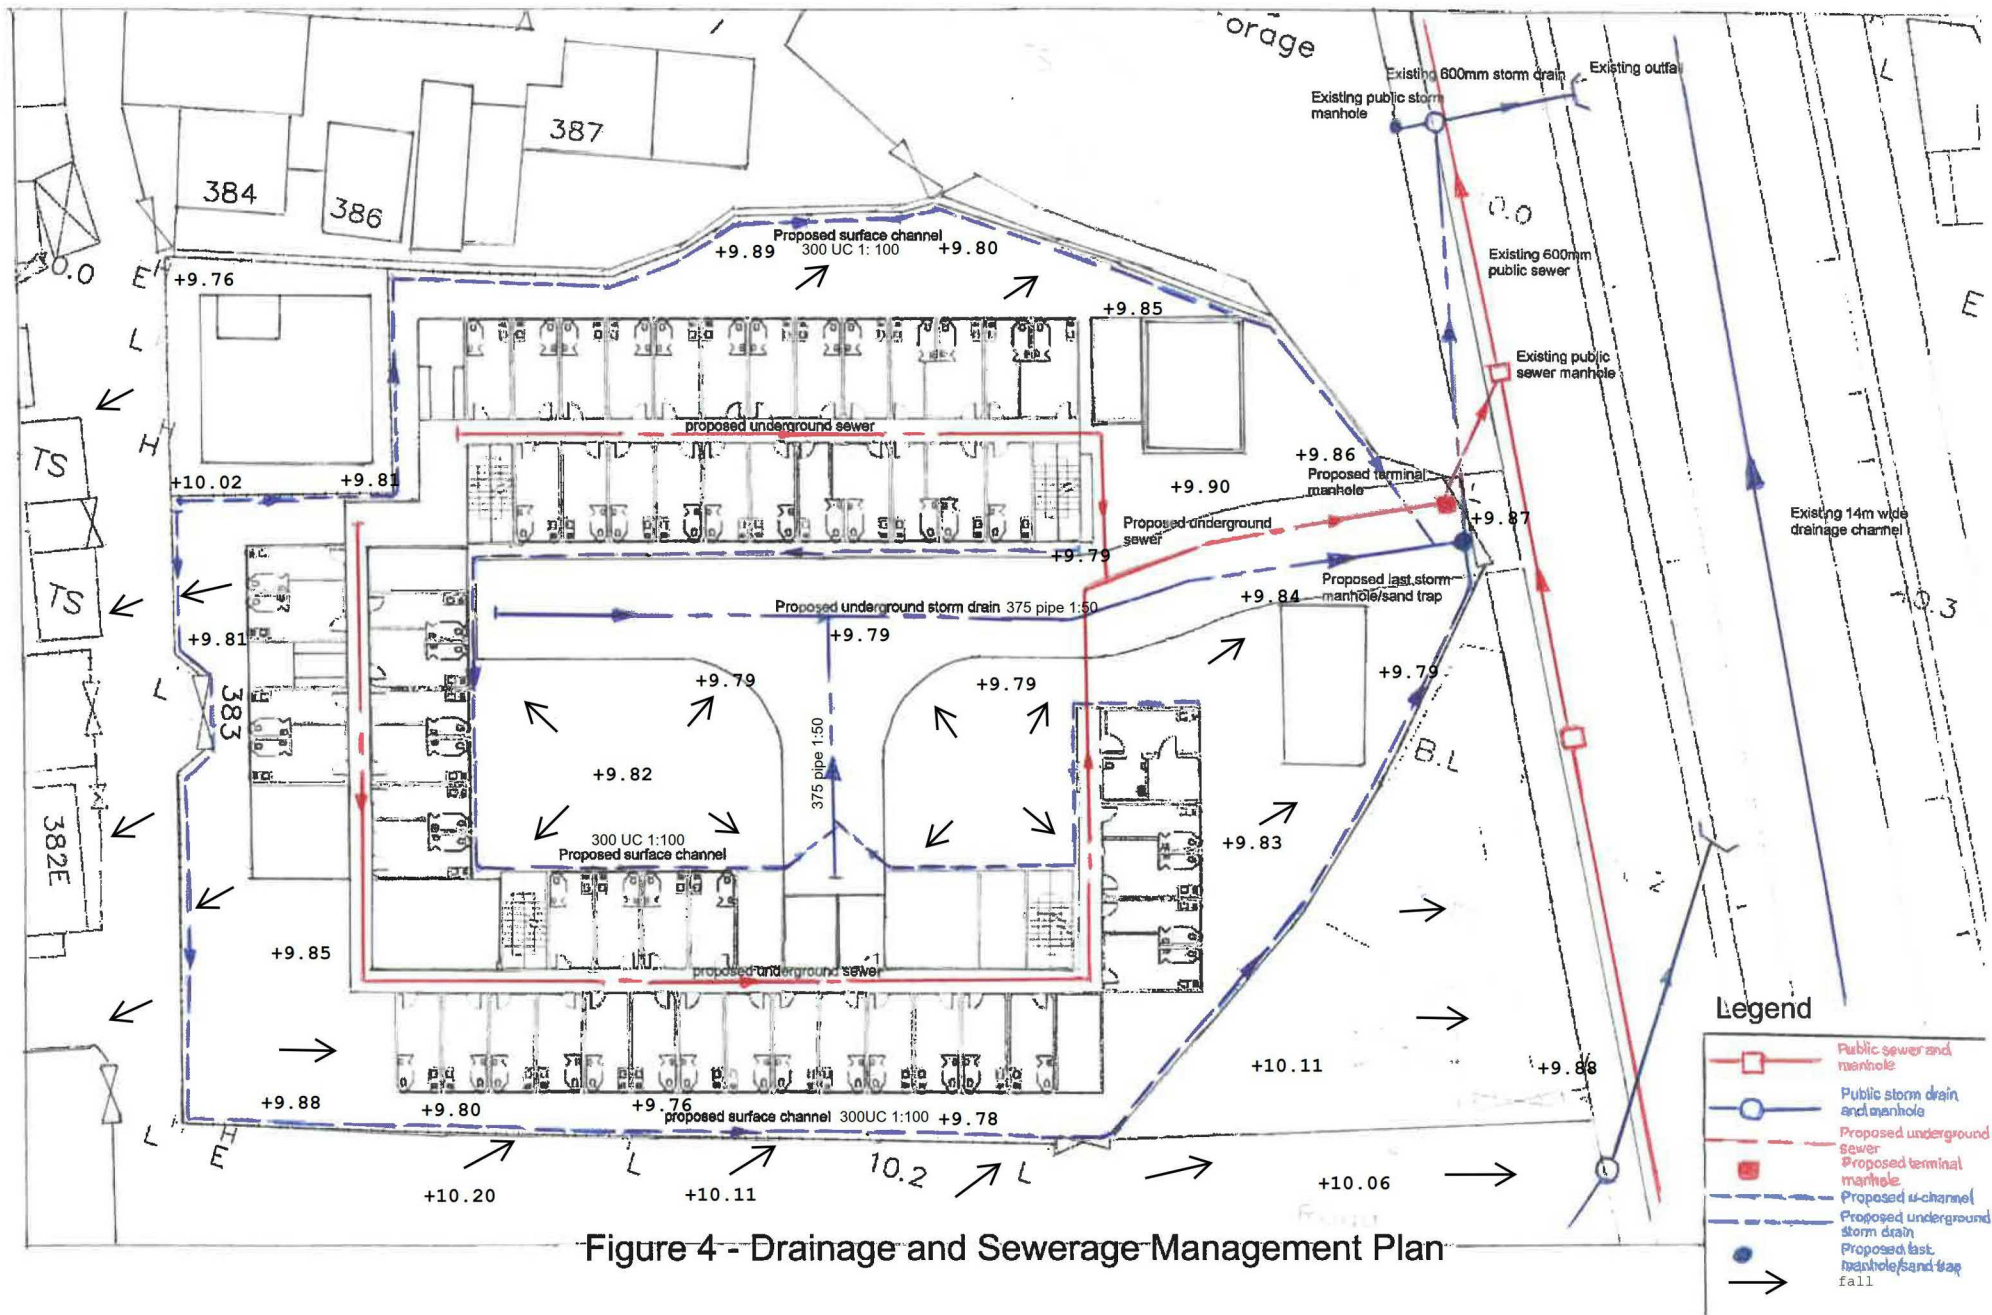 orage
Existing 600mm storm drain
Existing outfall
L
Existing public storm
manhole
387
384
386
0.0
Existing 600mm
public sewer
0.0
E
+9.76
Proposed surface channel
300 UC 1: 100
+9.89
+9.80
E
L
+9.85
Existing public
sewer manhole
H
TS
proposed underground sewer
+10.02
+9.81
+9.86
Proposed terminal
manhole
+9.90
+9.87
Existing 14m wide
drainage channel
Proposed underground
sewer
+9.79
TS
Proposed last storm
manhole/sand trap
+9.84
Proposed underground storm drain 375 pipe 1:50
0.3
+9.81
+9.79
L
383
+9.79
+9.79
+9.79
375 pipe 1:50
B.L
+9.82
382E
300 UC 1:100
Proposed surface channel
+9.83
+9.85
proposed underground sewer
Legend
Public sewer and
manhole
Public storm drain
and manhole
Proposed underground
sewer
Proposed terminal
manhole
Proposed u-channel
Proposed underground
storm drain
Proposed last
manhole/sand trap
fall
+10.11
+9.88
+9.88
+9.80
+9.76
proposed surface channel 300UC 1:100
+9.78
L
H
E
L
10.2
L
+10.20
+10.11
+10.06
Road
Figure 4 - Drainage and Sewerage Management Plan